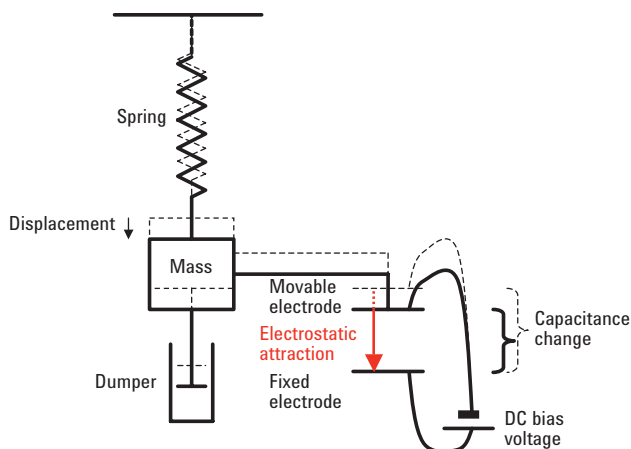 Spring
Displacement
Mass
Movable
electrode
Electrostatic
attraction
Capacitance
change
Dumper
Fixed
electrode
DC bias
voltage